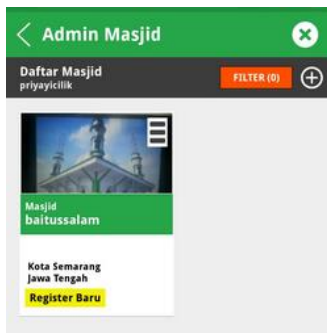 Admin Masjid
Daftar Masjid
priyayicilik
FILTER (0)
Masjid
baitussalam
Kota Semarang
Jawa Tengah
Register Baru